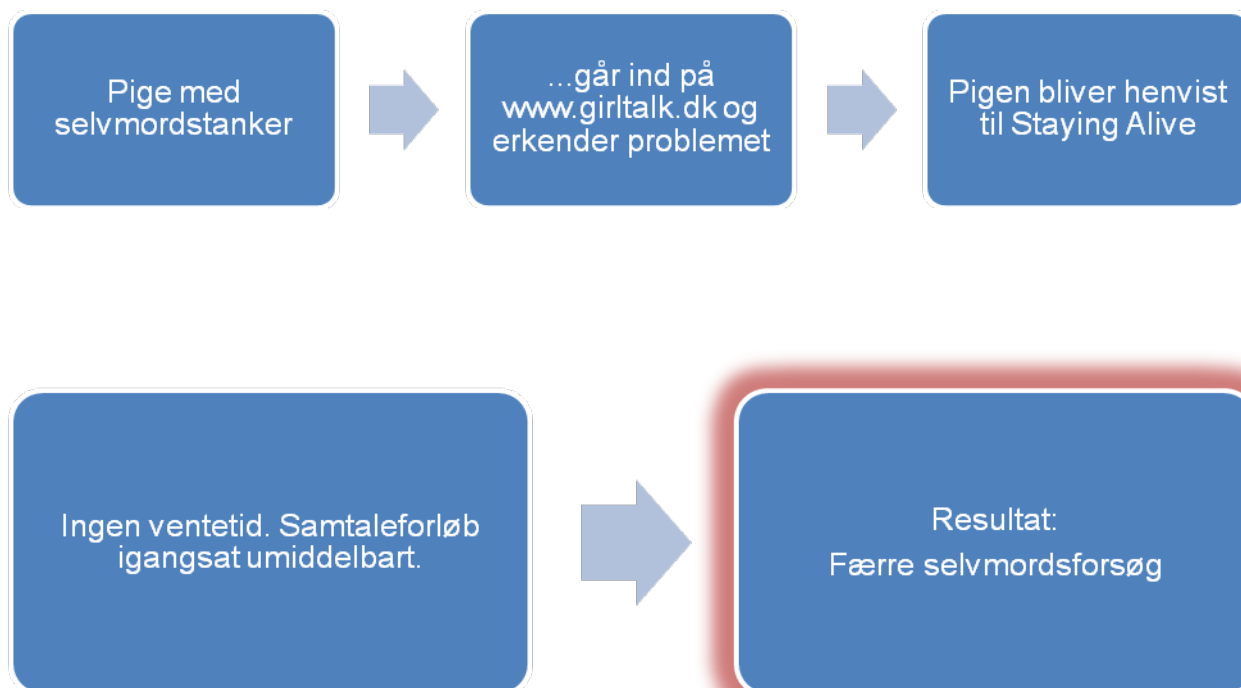 Pige med
selvmordstanker
...går ind på
www.girltalk.dk og
erkender problemet
Pigen bliver henvist
til Staying Alive
Ingen ventetid. Samtaleforløb
igangsat umiddelbart.
Resultat:
Færre selvmordsforsøg